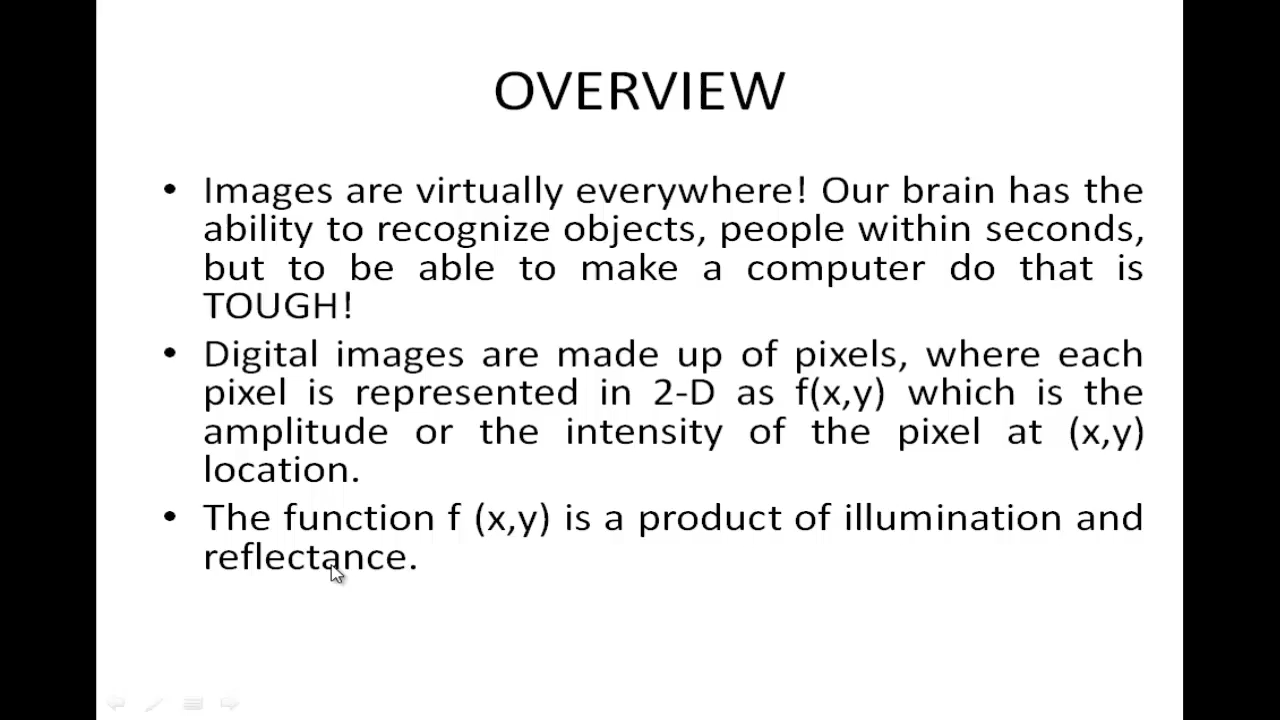 OVERVIEW
• Images are virtually everywhere! Our brain has the
ability to recognize objects, people within seconds,
but to be able to make a computer do that is
TOUGH!
• Digital images are made up of pixels, where each
pixel is represented in 2-D as f(x,y) which is the
amplitude or the intensity of the pixel at (x,y)
location.
• The function f (x,y) is a product of illumination and
reflectance.